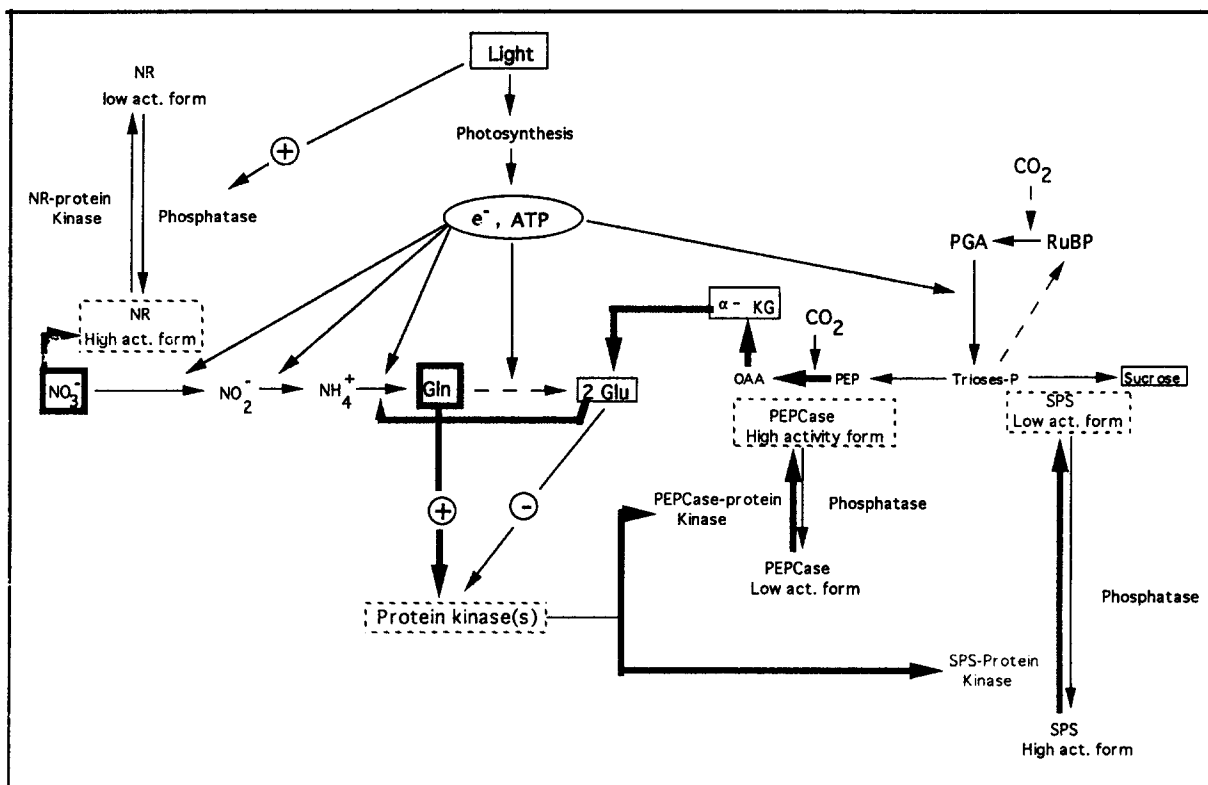 Light
NR
low act. form
Photosynthesis
+
CO2
NR-protein
Kinase
Phosphatase
e-, ATP
PGA
RuBP
α- KG
NR
High act. form
CO2
NO3-
NO2-
NH4+
Gln
2 Glu
OAA
PEP
Trioses-P
Sucrose
PEPCase
High activity form
SPS
Low act. form
+
-
PEPCase-protein
Kinase
Phosphatase
PEPCase
Low act. form
Phosphatase
Protein kinase(s)
SPS-Protein
Kinase
SPS
High act. form